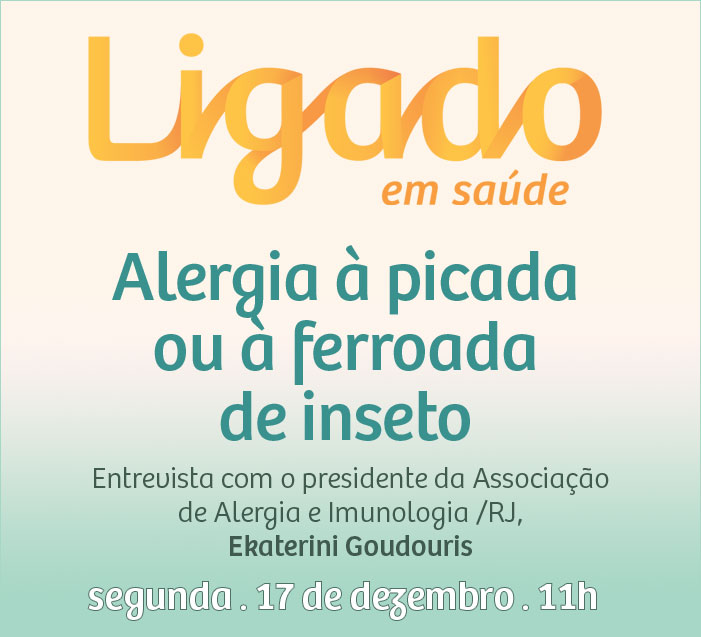 Ligado
em saúde
Alergia à picada
ou à ferroada
de inseto
Entrevista com o presidente da Associação
de Alergia e Imunologia /RJ,
Ekaterini Goudouris
segunda . 17 de dezembro . 11h